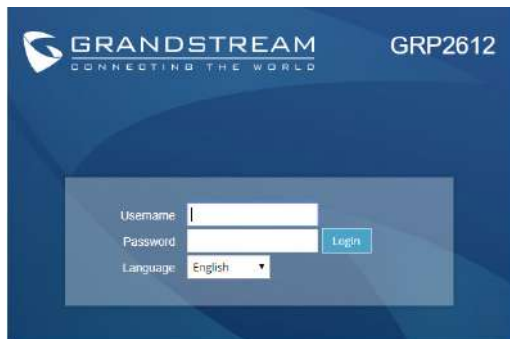 GRANDSTREAM
CONNECTING THE WORLD
GRP2612
Username
Password
Login
Language
English